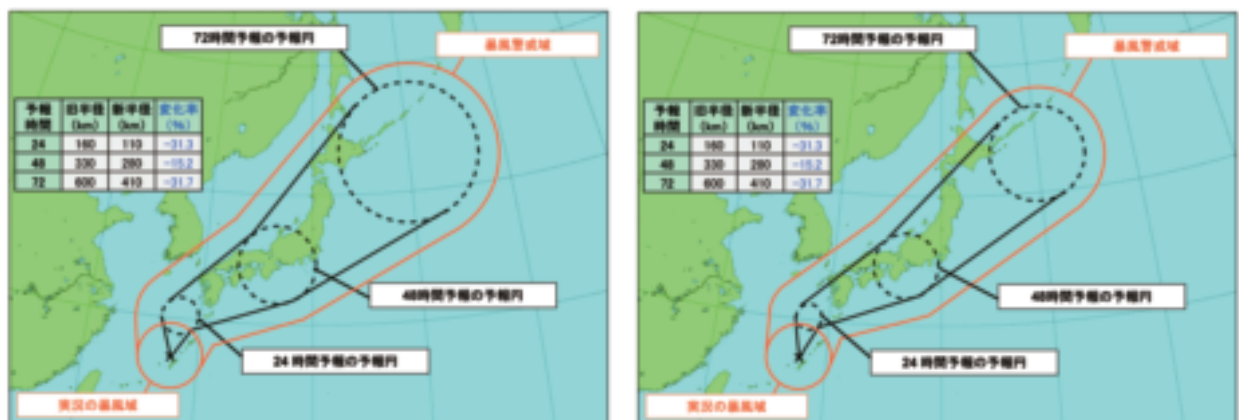 72時間予報の予報円
暴風警戒域
予報時間 旧半径(km) 新半径(km) 変化率(%)
24 160 110 -31.3
48 330 280 -15.2
72 600 410 -31.7
48時間予報の予報円
24時間予報の予報円
実況の暴風域
72時間予報の予報円
暴風警戒域
予報時間 旧半径(km) 新半径(km) 変化率(%)
24 160 110 -31.3
48 330 280 -15.2
72 600 410 -31.7
48時間予報の予報円
24時間予報の予報円
実況の暴風域